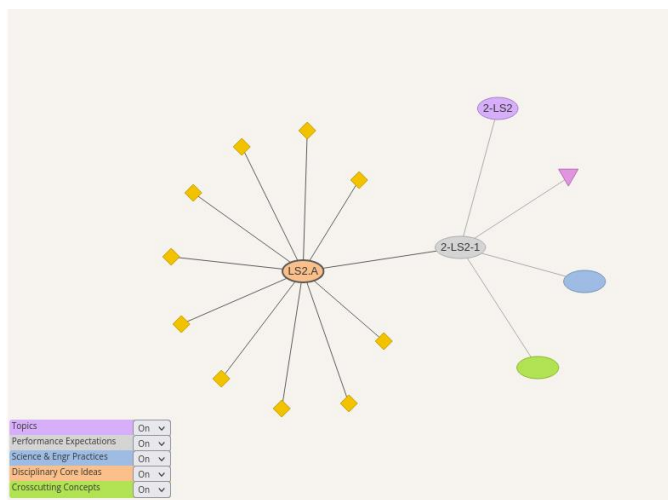 2-LS2
2-LS2-1
LS2.A
Topics On
Performance Expectations On
Science & Engr Practices On
Disciplinary Core Ideas On
Crosscutting Concepts On